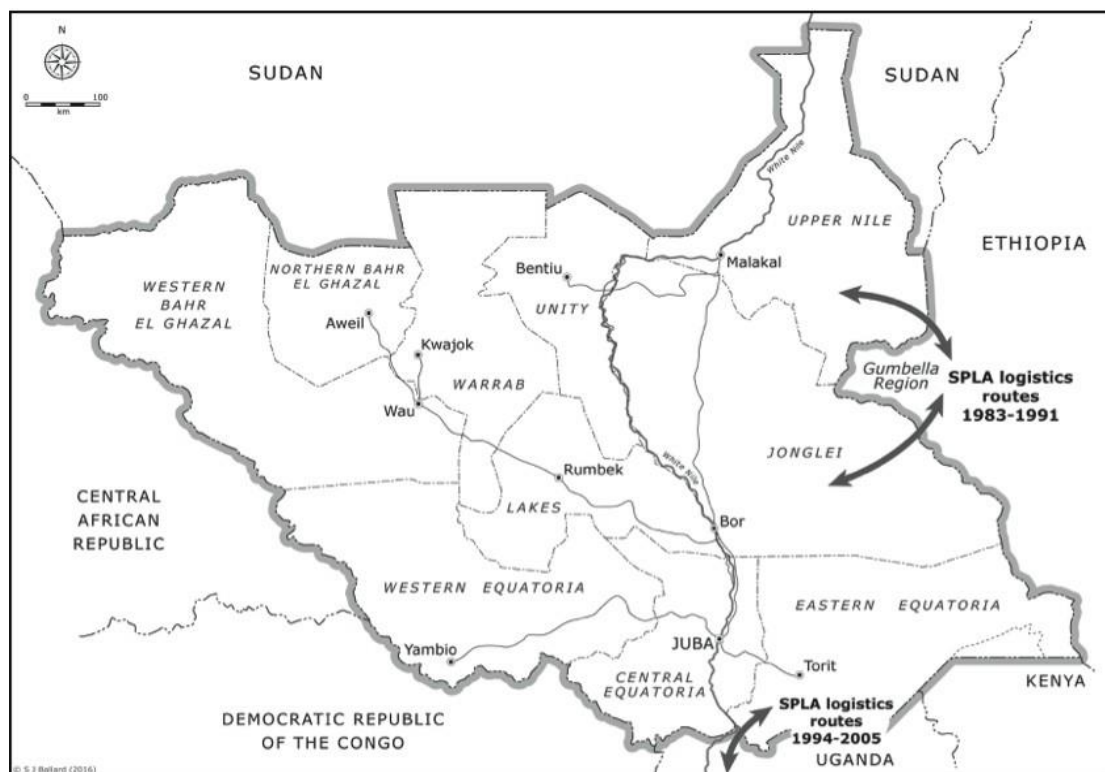 N
0 100
km
SUDAN
SUDAN
White Nile
UPPER NILE
ETHIOPIA
Malakal
NORTHERN BAHR
EL GHAZAL
Bentiu
WESTERN
BAHR
EL GHAZAL
UNITY
Aweil
Kwajok
Gumbella
Region
SPLA logistics
routes
1983-1991
WARRAB
Wau
JONGLEI
White Nile
Rumbek
CENTRAL
AFRICAN
REPUBLIC
LAKES
Bor
WESTERN EQUATORIA
EASTERN EQUATORIA
JUBA
Yambio
Torit
CENTRAL
EQUATORIA
KENYA
SPLA logistics
routes
1994-2005
DEMOCRATIC REPUBLIC
OF THE CONGO
UGANDA
© S J Ballard (2016)